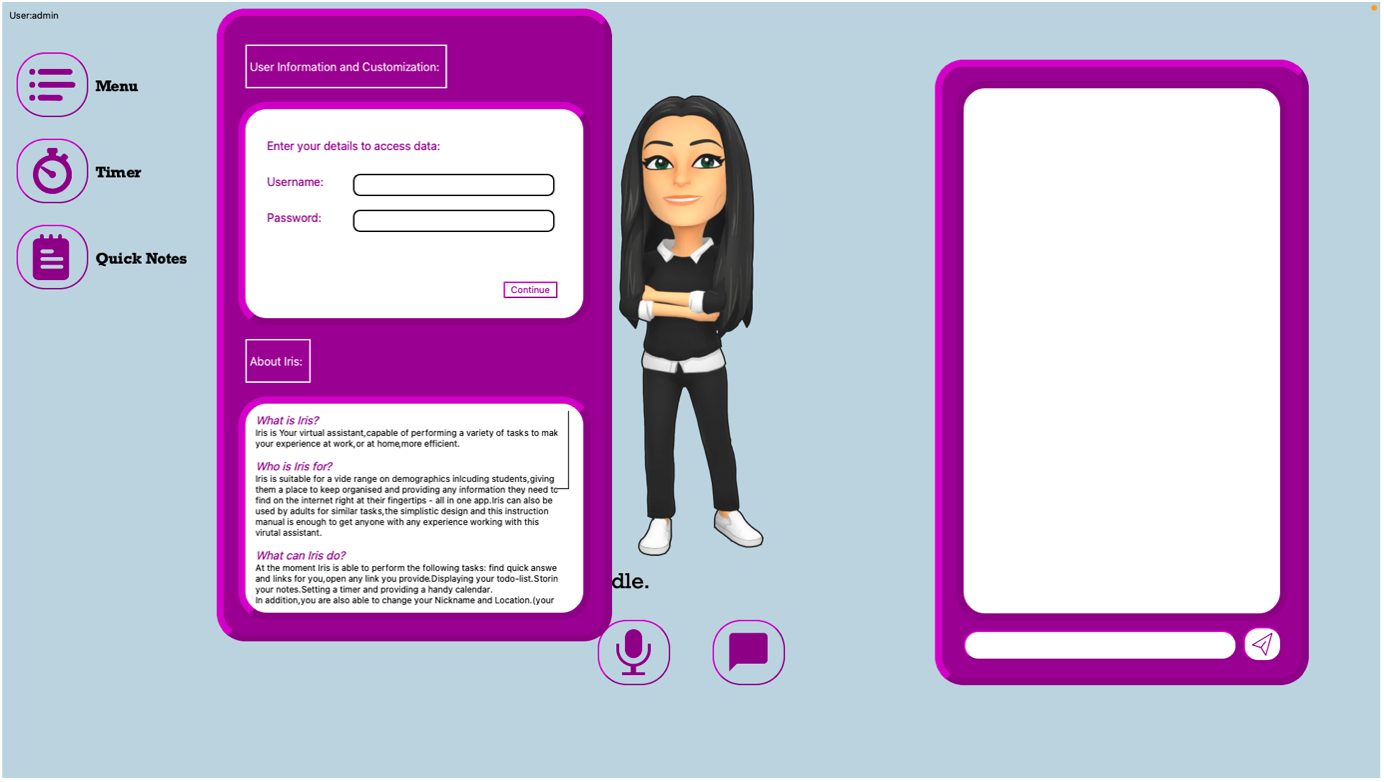 User:admin
Menu
Timer
Quick Notes
User Information and Customization:
Enter your details to access data:
Username:
Password:
Continue
About Iris:
What is Iris?
Iris is Your virtual assistant,capable of performing a variety of tasks to mak
your experience at work,or at home,more efficient.
Who is Iris for?
Iris is suitable for a vide range on demographics inlcuding students,giving
them a place to keep organised and providing any information they need to
find on the internet right at their fingertips - all in one app.Iris can also be
used by adults for similar tasks,the simplistic design and this instruction
manual is enough to get anyone with any experience working with this
virutal assistant.
What can Iris do?
At the moment Iris is able to perform the following tasks: find quick answe
and links for you,open any link you provide.Displaying your todo-list.Storin
your notes.Setting a timer and providing a handy calendar.
In addition,you are also able to change your Nickname and Location.(your
dle.